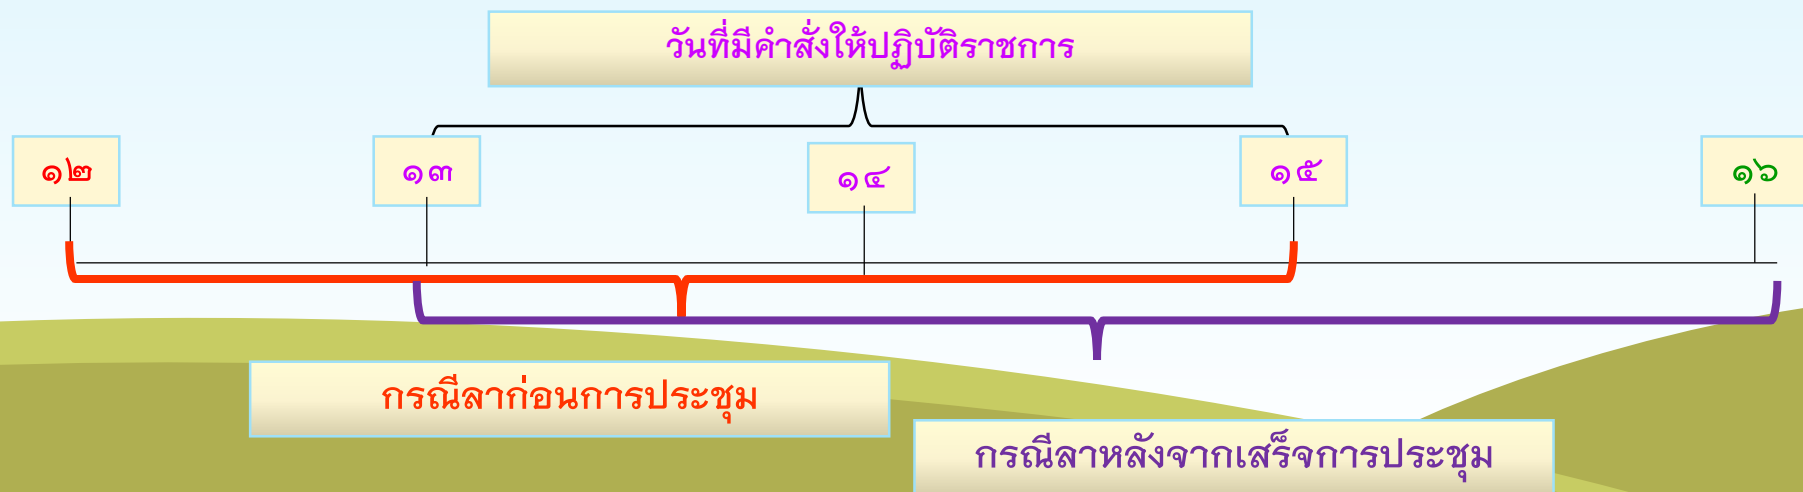 วันที่มีคำสั่งให้ปฏิบัติราชการ
๑๒ ๑๓ ๑๔ ๑๕ ๑๖
กรณีลาก่อนการประชุม
กรณีลาหลังจากเสร็จการประชุม